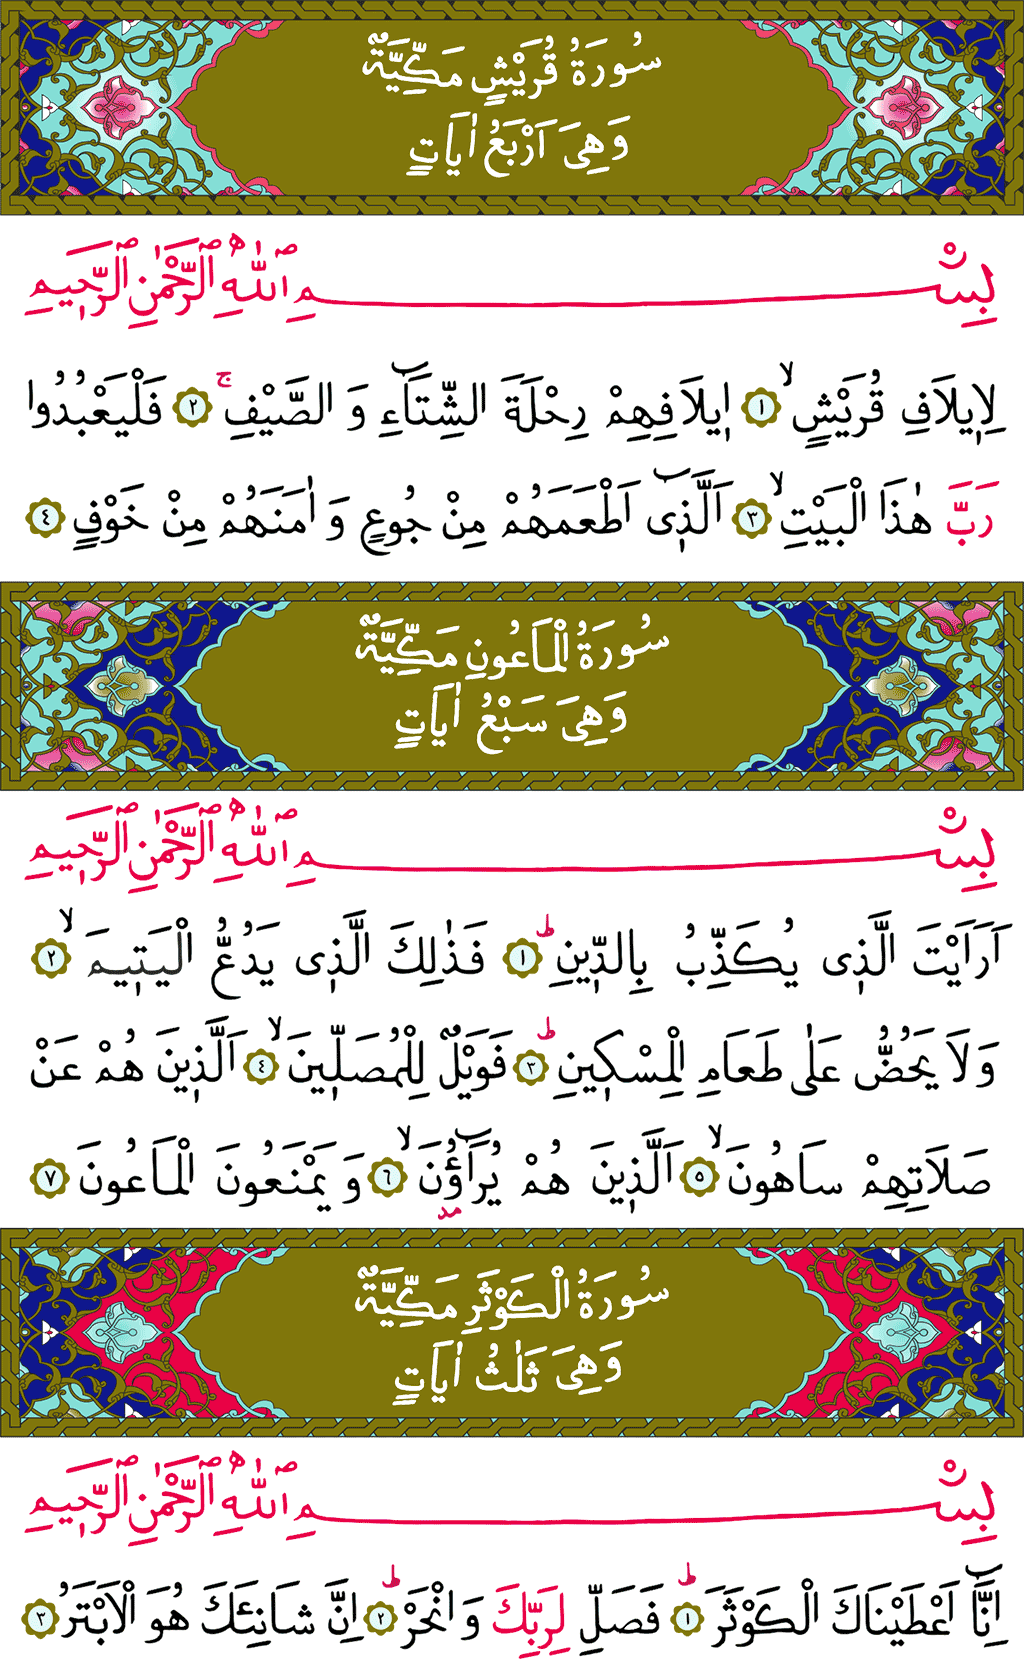 سُورَةُ قُرَيْشٍ مَكِّيَّةٌ
وَهِىَ اَرْبَعُ اٰيَاتٍ
بِسْمِ اللّٰهِ الرَّحْمٰنِ الرَّحِيمِ
لِاِيلَافِ قُرَيْشٍۙ ﴿١﴾ اِيلَافِهِمْ رِحْلَةَ الشِّتَٓاءِ وَ الصَّيْفِۚ ﴿٢﴾ فَلْيَعْبُدُوا
رَبَّ هٰذَا الْبَيْتِۙ ﴿٣﴾ اَلَّذ۪ٓى اَطْعَمَهُمْ مِنْ جُوعٍ وَ اٰمَنَهُمْ مِنْ خَوْفٍ ﴿٤﴾
سُورَةُ الْمَاعُونِ مَكِّيَّةٌ
وَهِىَ سَبْعُ اٰيَاتٍ
بِسْمِ اللّٰهِ الرَّحْمٰنِ الرَّحِيمِ
اَرَاَيْتَ الَّذ۪ى يُكَذِّبُ بِالدّ۪ينِۜ ﴿١﴾ فَذٰلِكَ الَّذ۪ى يَدُعُّ الْيَت۪يمَۙ ﴿٢﴾
وَلَا يَحُضُّ عَلٰى طَعَامِ الْمِسْك۪ينِۜ ﴿٣﴾ فَوَيْلٌ لِلْمُصَلّ۪ينَۙ ﴿٤﴾ اَلَّذ۪ينَ هُمْ عَنْ
صَلَاتِهِمْ سَاهُونَۙ ﴿٥﴾ اَلَّذ۪ينَ هُمْ يُرَٓاؤُ۫نَۙ ﴿٦﴾ وَ يَمْنَعُونَ الْمَاعُونَ ﴿٧﴾
سُورَةُ الْكَوْثَرِ مَكِّيَّةٌ
وَهِىَ ثَلٰثُ اٰيَاتٍ
بِسْمِ اللّٰهِ الرَّحْمٰنِ الرَّحِيمِ
اِنَّٓا اَعْطَيْنَاكَ الْكَوْثَرَۜ ﴿١﴾ فَصَلِّ لِرَبِّكَ وَ انْحَرْۜ ﴿٢﴾ اِنَّ شَانِئَكَ هُوَ الْاَبْتَرُ ﴿٣﴾